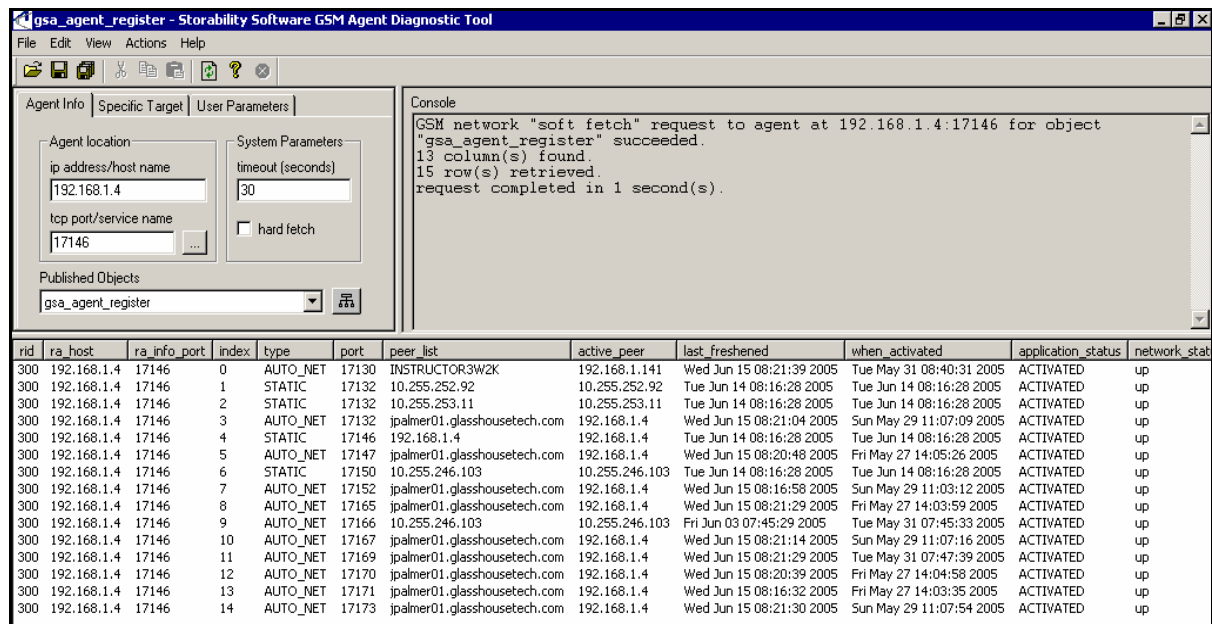 gsa_agent_register - Storability Software GSM Agent Diagnostic Tool
File Edit View Actions Help
Agent Info Specific Target User Parameters
Agent location
ip address/host name
192.168.1.4
tcp port/service name
17146 ...
System Parameters
timeout (seconds)
30
hard fetch
Published Objects
gsa_agent_register
Console
GSM network "soft fetch" request to agent at 192.168.1.4:17146 for object
"gsa_agent_register" succeeded.
13 column(s) found.
15 row(s) retrieved.
request completed in 1 second(s).
rid ra_host ra_info_port index type port peer_list active_peer last_freshened when_activated application_status network_stat
300 192.168.1.4 17146 0 AUTO_NET 17130 INSTRUCTOR3W2K 192.168.1.141 Wed Jun 15 08:21:39 2005 Tue May 31 08:40:31 2005 ACTIVATED up
300 192.168.1.4 17146 1 STATIC 17132 10.255.252.92 10.255.252.92 Tue Jun 14 08:16:28 2005 Tue Jun 14 08:16:28 2005 ACTIVATED up
300 192.168.1.4 17146 2 STATIC 17132 10.255.253.11 10.255.253.11 Tue Jun 14 08:16:28 2005 Tue Jun 14 08:16:28 2005 ACTIVATED up
300 192.168.1.4 17146 3 AUTO_NET 17132 jpalmer01.glasshousetech.com 192.168.1.4 Wed Jun 15 08:21:04 2005 Sun May 29 11:07:09 2005 ACTIVATED up
300 192.168.1.4 17146 4 STATIC 17146 192.168.1.4 192.168.1.4 Tue Jun 14 08:16:28 2005 Tue Jun 14 08:16:28 2005 ACTIVATED up
300 192.168.1.4 17146 5 AUTO_NET 17147 jpalmer01.glasshousetech.com 192.168.1.4 Wed Jun 15 08:20:48 2005 Fri May 27 14:05:26 2005 ACTIVATED up
300 192.168.1.4 17146 6 STATIC 17150 10.255.246.103 10.255.246.103 Tue Jun 14 08:16:28 2005 Tue Jun 14 08:16:28 2005 ACTIVATED up
300 192.168.1.4 17146 7 AUTO_NET 17152 jpalmer01.glasshousetech.com 192.168.1.4 Wed Jun 15 08:16:58 2005 Sun May 29 11:03:12 2005 ACTIVATED up
300 192.168.1.4 17146 8 AUTO_NET 17165 jpalmer01.glasshousetech.com 192.168.1.4 Wed Jun 15 08:21:29 2005 Fri May 27 14:03:59 2005 ACTIVATED up
300 192.168.1.4 17146 9 AUTO_NET 17166 10.255.246.103 10.255.246.103 Fri Jun 03 07:45:29 2005 Tue May 31 07:45:33 2005 ACTIVATED up
300 192.168.1.4 17146 10 AUTO_NET 17167 jpalmer01.glasshousetech.com 192.168.1.4 Wed Jun 15 08:21:14 2005 Sun May 29 11:07:16 2005 ACTIVATED up
300 192.168.1.4 17146 11 AUTO_NET 17169 jpalmer01.glasshousetech.com 192.168.1.4 Wed Jun 15 08:21:29 2005 Tue May 31 07:47:39 2005 ACTIVATED up
300 192.168.1.4 17146 12 AUTO_NET 17170 jpalmer01.glasshousetech.com 192.168.1.4 Wed Jun 15 08:20:39 2005 Fri May 27 14:04:58 2005 ACTIVATED up
300 192.168.1.4 17146 13 AUTO_NET 17171 jpalmer01.glasshousetech.com 192.168.1.4 Wed Jun 15 08:16:32 2005 Fri May 27 14:03:35 2005 ACTIVATED up
300 192.168.1.4 17146 14 AUTO_NET 17173 jpalmer01.glasshousetech.com 192.168.1.4 Wed Jun 15 08:21:30 2005 Sun May 29 11:07:54 2005 ACTIVATED up